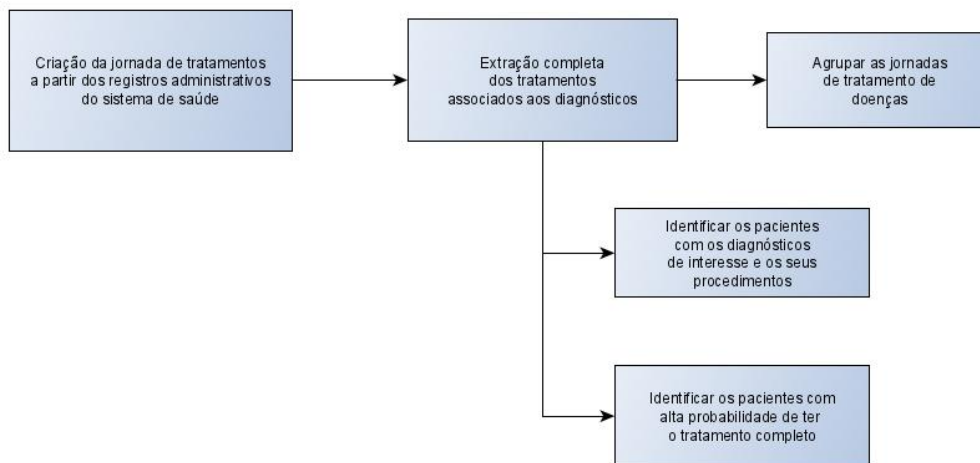 Criação da jornada de tratamentos
a partir dos registros administrativos
do sistema de saúde
Extração completa
dos tratamentos
associados aos diagnósticos
Agrupar as jornadas
de tratamento de
doenças
Identificar os pacientes
com os diagnósticos
de interesse e os seus
procedimentos
Identificar os pacientes com
alta probabilidade de ter
o tratamento completo